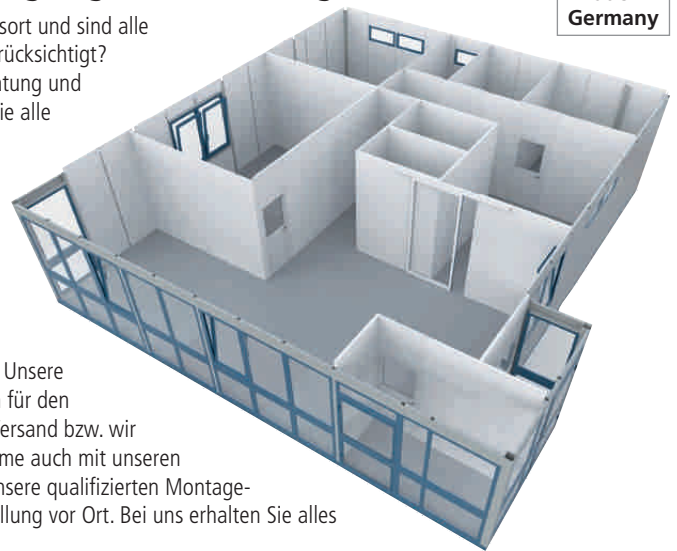 Germany
sort und sind alle
rücksichtigt?
tung und
ie alle
Unsere
für den
ersand bzw. wir
me auch mit unseren
nsere qualifizierten Montage-
llung vor Ort. Bei uns erhalten Sie alles